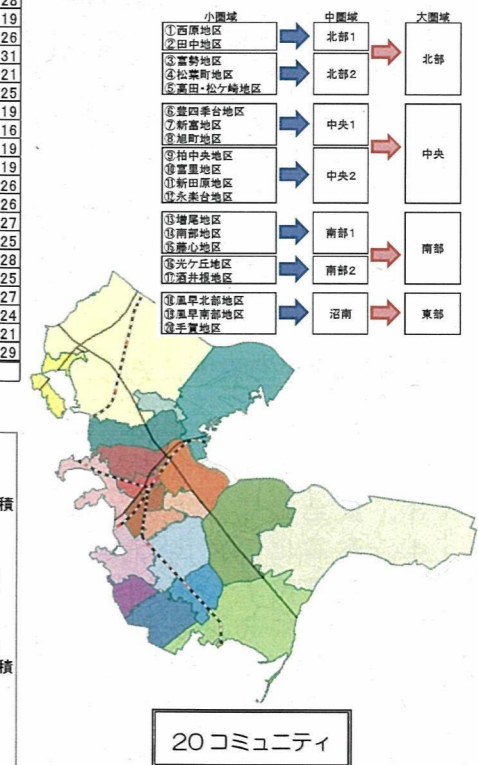 28
19
26
31
21
25
19
16
19
19
26
26
27
25
28
25
27
24
21
29
小圏域 中圏域 大圏域
①西原地区
②田中地区
北部1
③富勢地区
④松葉町地区
⑤高田・松ケ崎地区
北部2
北部
⑥豊四季台地区
⑦新富地区
⑧旭町地区
中央1
⑨柏中央地区
⑩富里地区
⑪新田原地区
⑫永楽台地区
中央2
中央
⑬増尾地区
⑭南部地区
⑮藤心地区
南部1
⑯光ケ丘地区
⑰酒井根地区
南部2
南部
⑱風早北部地区
⑲風早南部地区
⑳手賀地区
沼南
東部
積
積
20コミュニティ